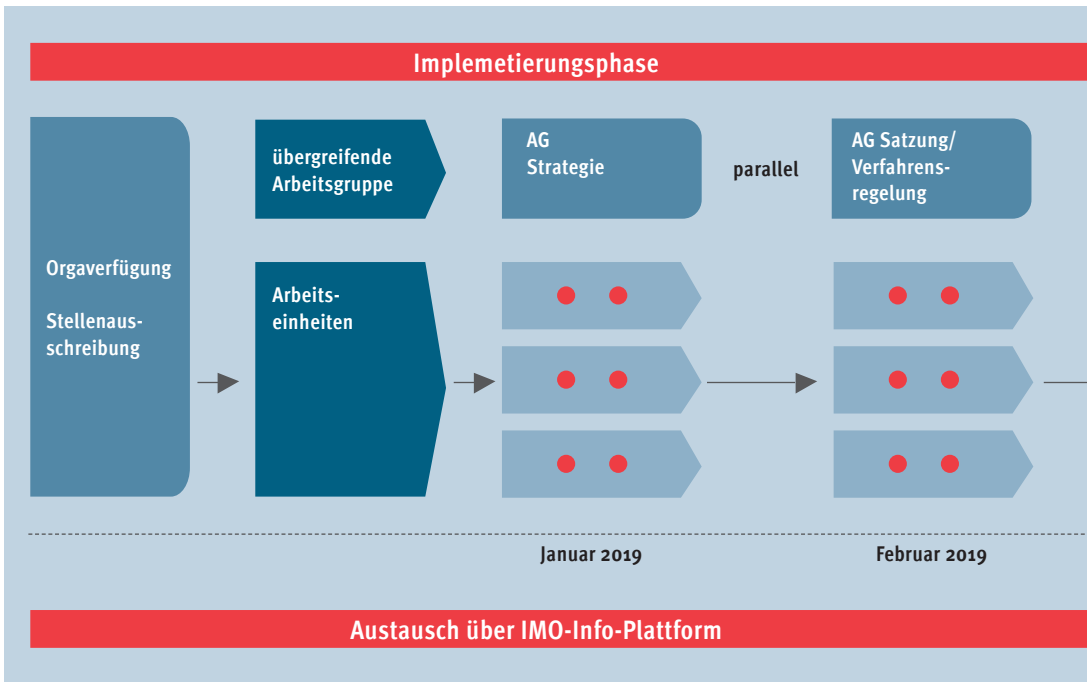 Implemetierungsphase
Orgaverfügung
Stellenaus-
schreibung
übergreifende
Arbeitsgruppe
AG
Strategie
parallel
AG Satzung/
Verfahrens-
regelung
Arbeits-
einheiten
Januar 2019
Februar 2019
Austausch über IMO-Info-Plattform